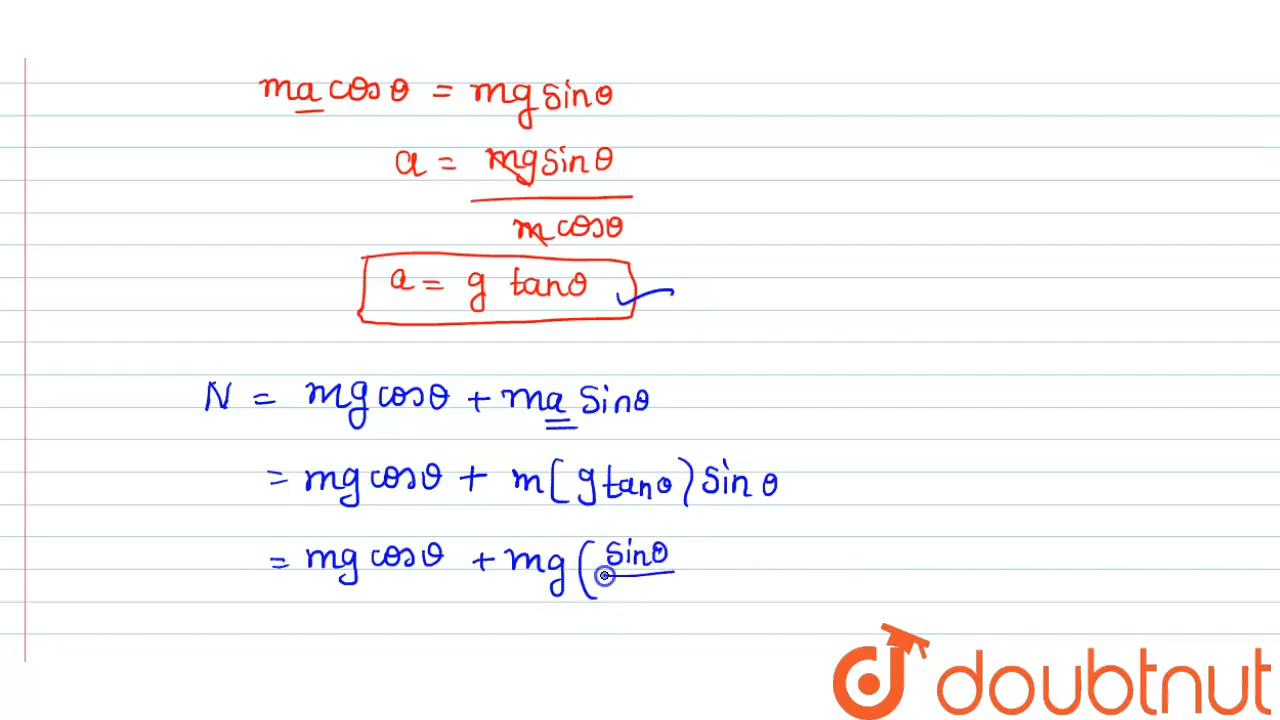 ma cosθ = mg sinθ
a = mg sinθ
m cosθ
a = g tanθ
N = mg cosθ + ma sinθ
= mg cosθ + m[g tanθ) sinθ
= mg cosθ + mg(sinθ
doubtnut